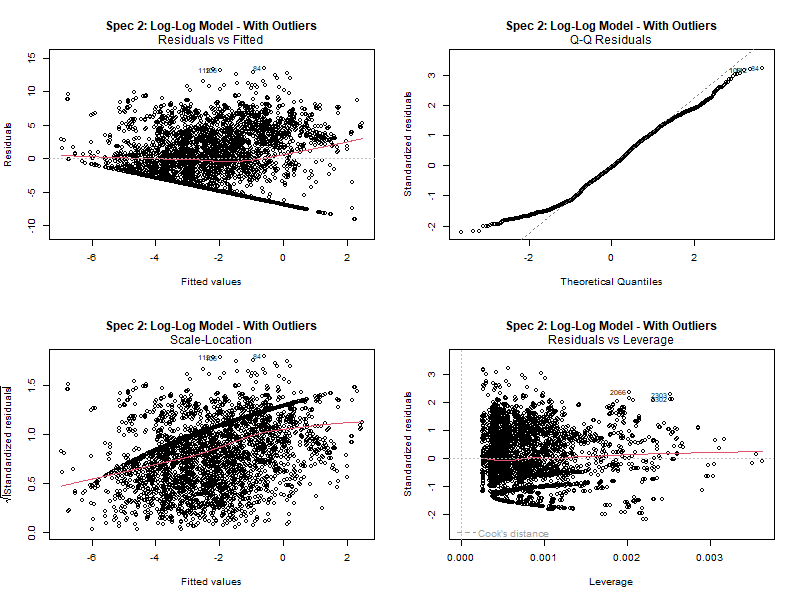 Spec 2: Log-Log Model - With Outliers
Residuals vs Fitted
84
Residuals
15
10
5
0
-5
-10
-6
-4
-2
0
2
Fitted values
Spec 2: Log-Log Model - With Outliers
Q-Q Residuals
84
Standardized residuals
3
2
1
0
-1
-2
-2
0
2
Theoretical Quantiles
Spec 2: Log-Log Model - With Outliers
Scale-Location
84
√|Standardized residuals|
1.5
1.0
0.5
0.0
-6
-4
-2
0
2
Fitted values
Spec 2: Log-Log Model - With Outliers
Residuals vs Leverage
2066
2303
Standardized residuals
3
2
1
0
-1
-2
Cook's distance
0.000
0.001
0.002
0.003
Leverage